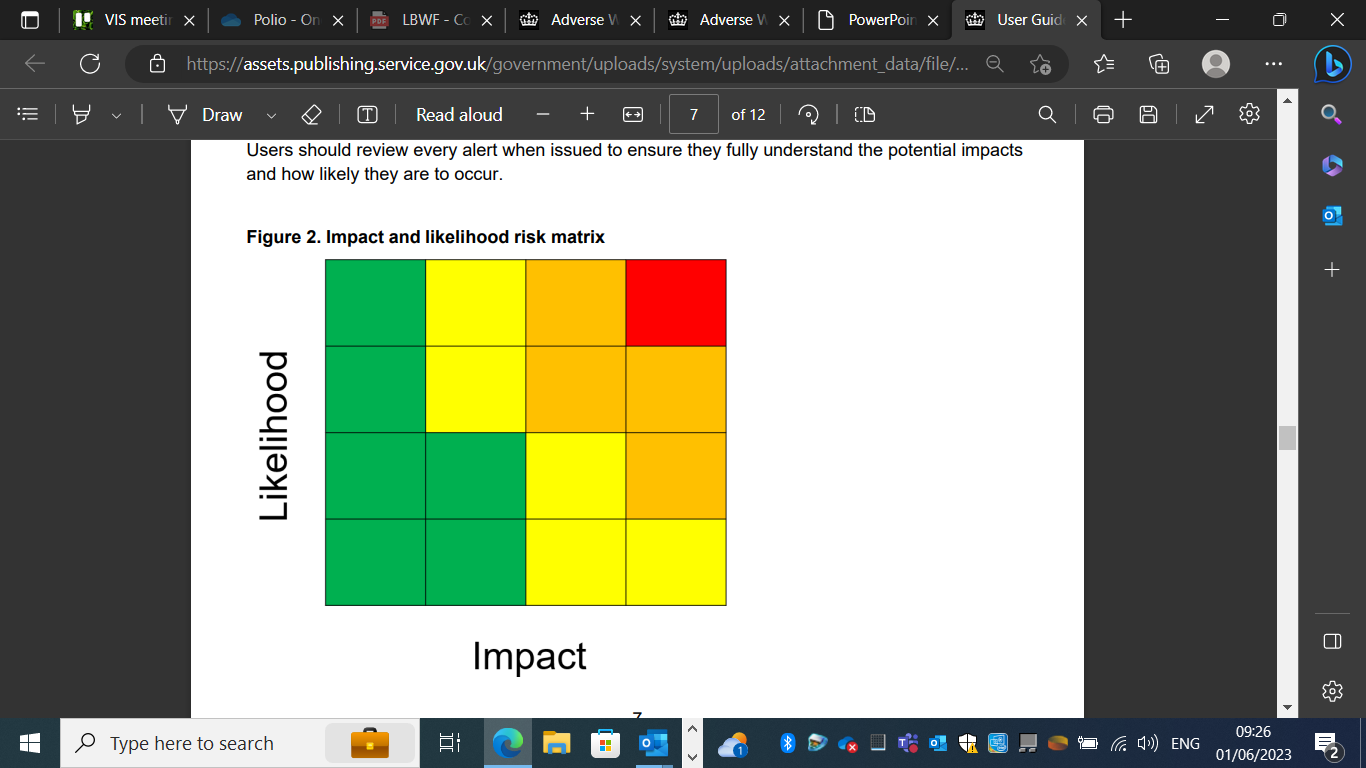 VIS meetin
Polio - On
LBWF - Co
Adverse W
Adverse W
PowerPoin
User Guid
https://assets.publishing.service.gov.uk/government/uploads/system/uploads/attachment_data/file/...
Draw
Read aloud
7
of 12
Users should review every alert when issued to ensure they fully understand the potential impacts
and how likely they are to occur.
Figure 2. Impact and likelihood risk matrix
Likelihood
Impact
Type here to search
1
ENG
09:26
01/06/2023
2